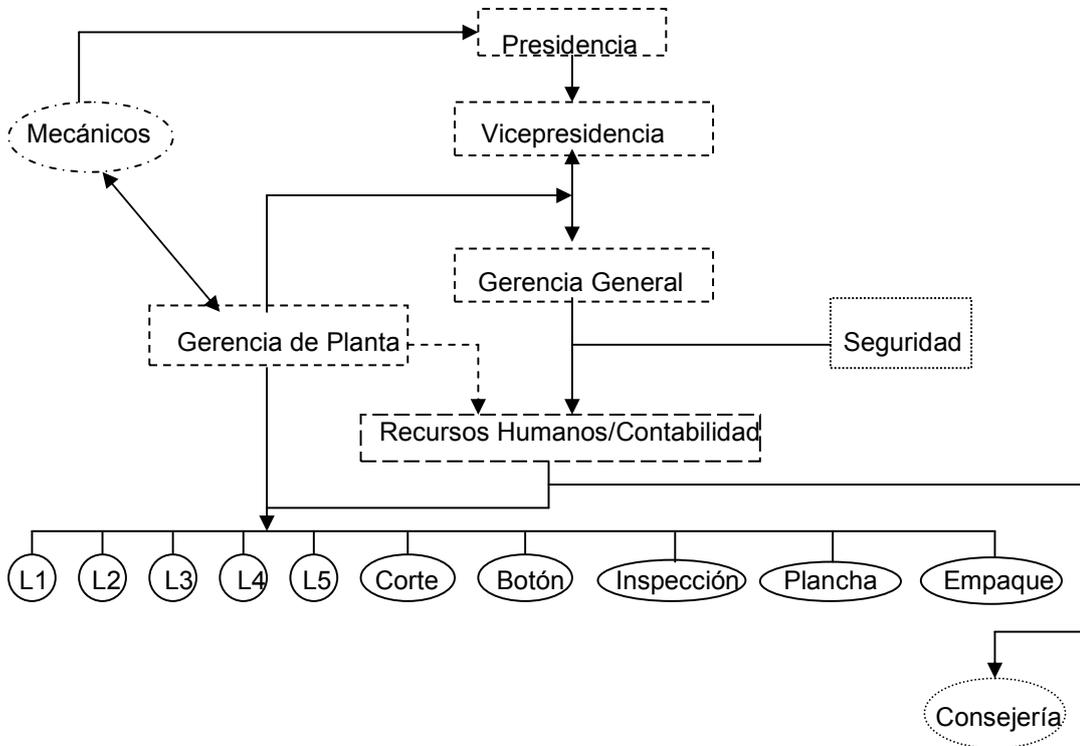 Presidencia
Mecánicos
Vicepresidencia
Gerencia General
Gerencia de Planta
Seguridad
Recursos Humanos/Contabilidad
L1
L2
L3
L4
L5
Corte
Botón
Inspección
Plancha
Empaque
Consejería